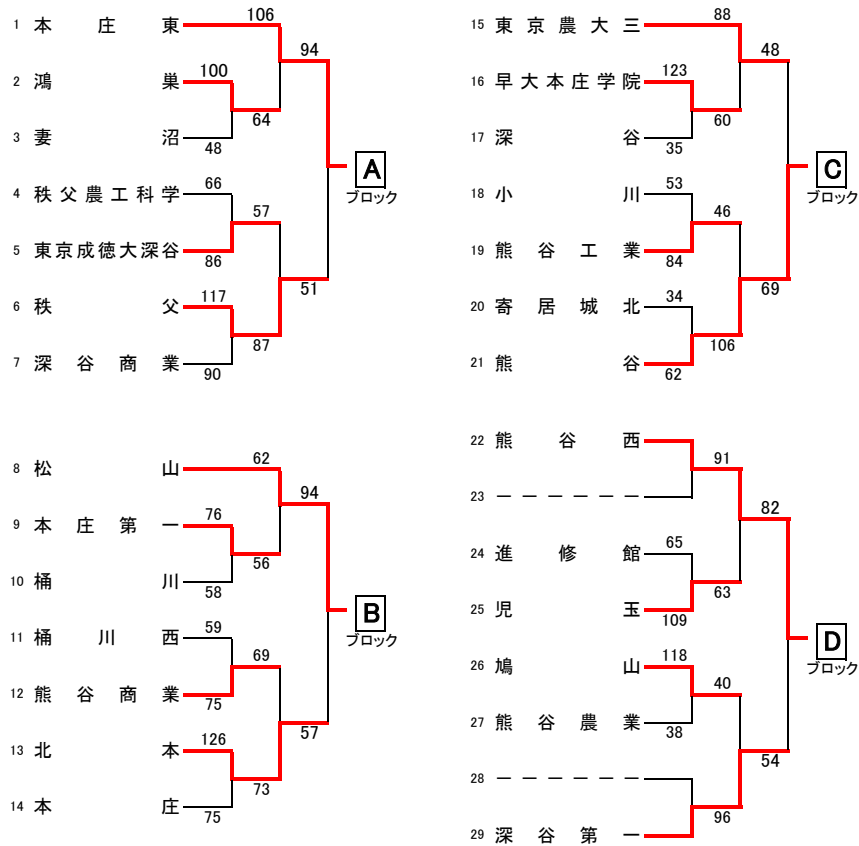 1 本庄東
106
94
2 鴻巣
100
64
3 妻沼
48
A
ブロック
4 秩父農工科学
66
57
5 東京成徳大深谷
86
51
6 秩父
117
87
7 深谷商業
90
8 松山
62
94
9 本庄第一
76
56
10 桶川
58
B
ブロック
11 桶川西
59
69
12 熊谷商業
75
57
13 北本
126
73
14 本庄
75
15 東京農大三
88
48
16 早大本庄学院
123
60
17 深谷
35
C
ブロック
18 小川
53
46
19 熊谷工業
84
69
20 寄居城北
34
106
21 熊谷
62
22 熊谷西
91
23 ーーーーーー
82
24 進修館
65
63
25 児玉
109
D
ブロック
26 鳩山
118
40
27 熊谷農業
38
54
28 ーーーーーー
96
29 深谷第一